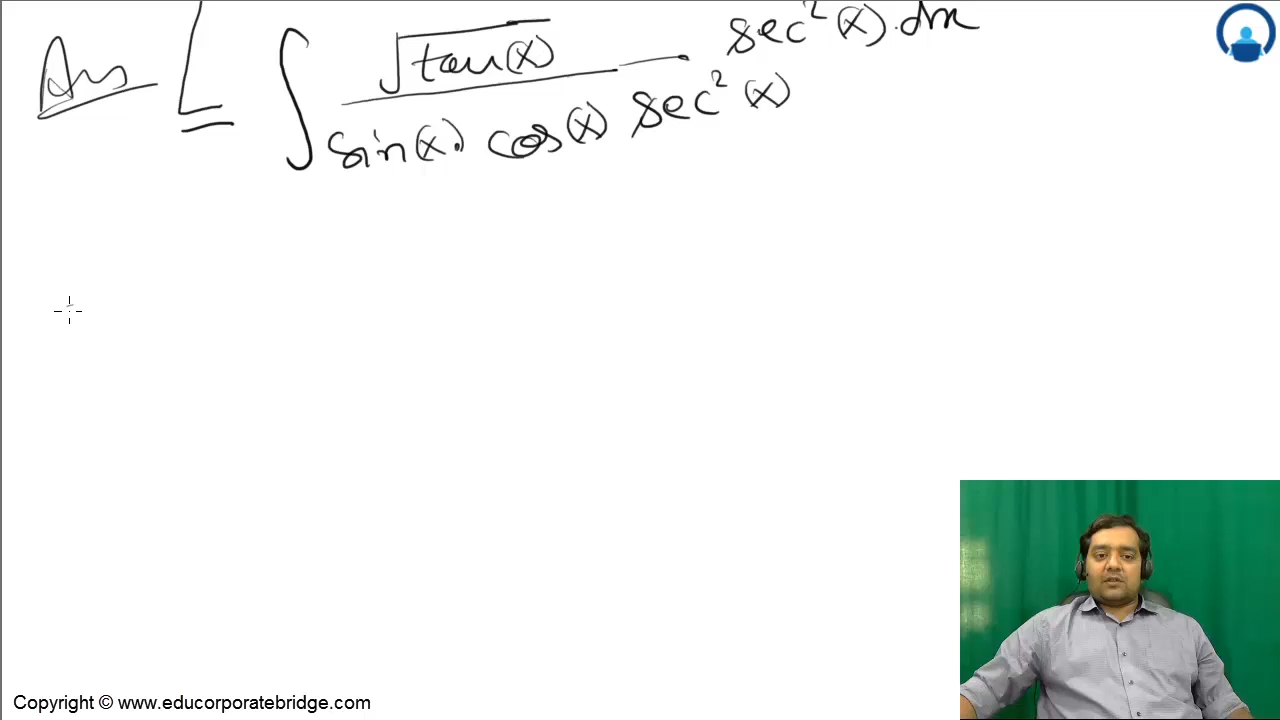 Ans ∫ √tan(x) / sin(x). cos(x) sec²(x) sec²(x).dx
Copyright © www.educorporatebridge.com